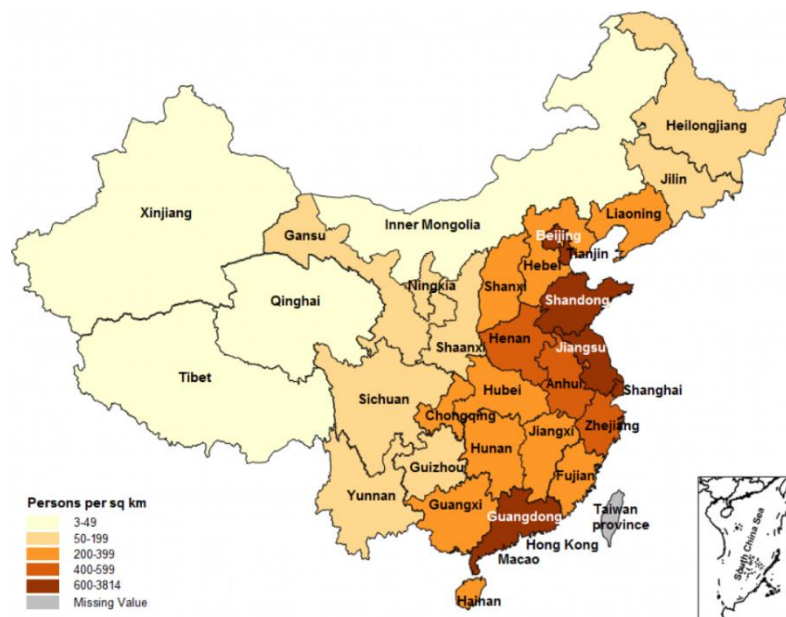 Heilongjiang
Jilin
Xinjiang
Liaoning
Inner Mongolia
Gansu
Beijing
Tianjin
Hebei
Ningxia
Shanxi
Qinghai
Shandong
Henan
Jiangsu
Shaanxi
Tibet
Anhui
Shanghai
Hubei
Sichuan
Chongqing
Zhejiang
Hunan
Jiangxi
Guizhou
Fujian
Yunnan
Guangxi
Guangdong
Taiwan
province
Hong Kong
Macao
Hainan
Persons per sq km
3-49
50-199
200-399
400-599
600-3814
Missing Value
South China Sea